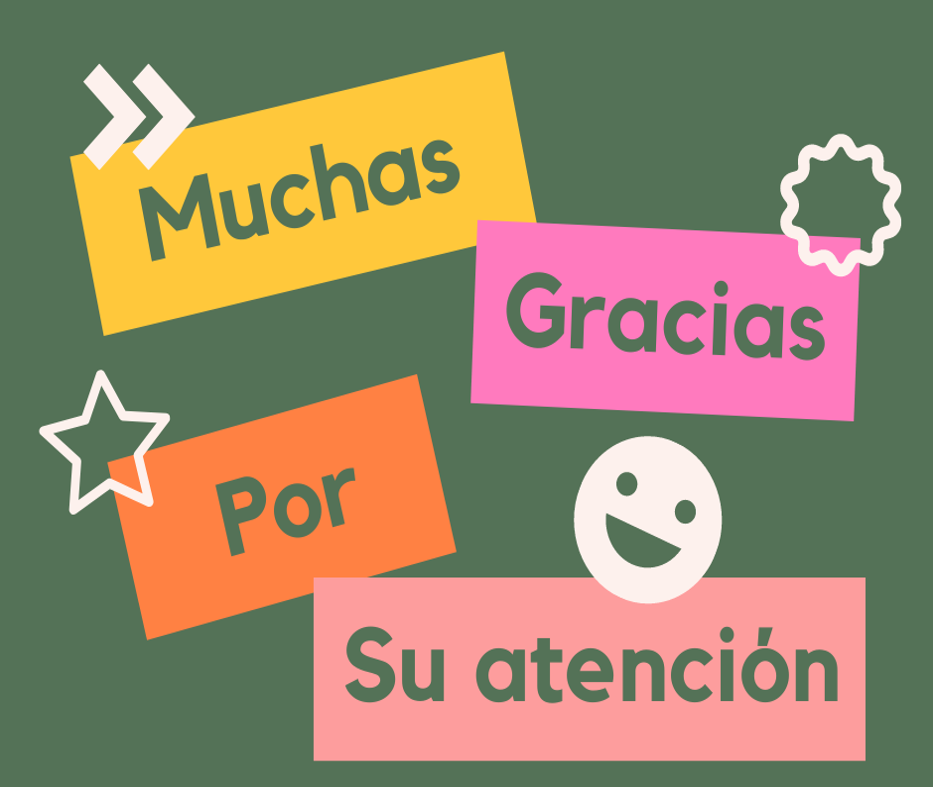 Muchas
Gracias
Por
Su atención